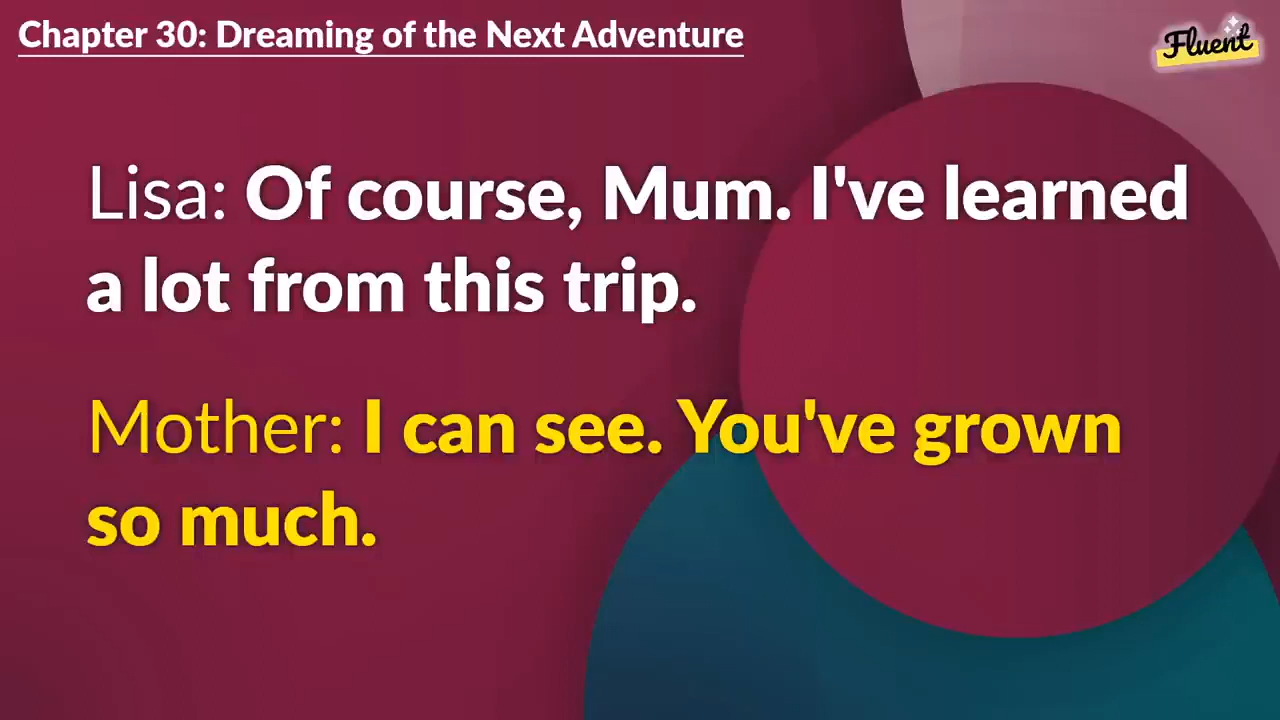 Chapter 30: Dreaming of the Next Adventure
Fluent
Lisa: Of course, Mum. I've learned
a lot from this trip.
Mother: I can see. You've grown
so much.